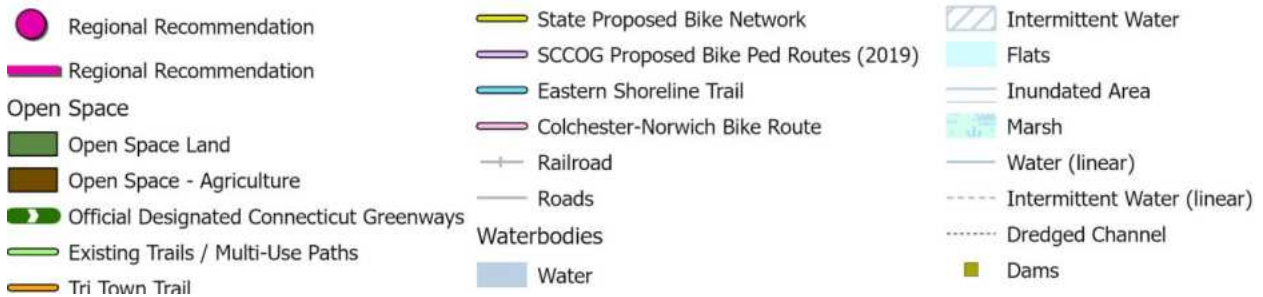 Regional Recommendation
Regional Recommendation
Open Space
Open Space Land
Open Space - Agriculture
Official Designated Connecticut Greenways
Existing Trails / Multi-Use Paths
Tri Town Trail
State Proposed Bike Network
SCCOG Proposed Bike Ped Routes (2019)
Eastern Shoreline Trail
Colchester-Norwich Bike Route
Railroad
Roads
Waterbodies
Water
Intermittent Water
Flats
Inundated Area
Marsh
Water (linear)
Intermittent Water (linear)
Dredged Channel
Dams